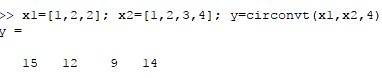 >> x1=[1,2,2]; x2=[1,2,3,4]; y=circonvt(x1,x2,4)
y =
15 12 9 14